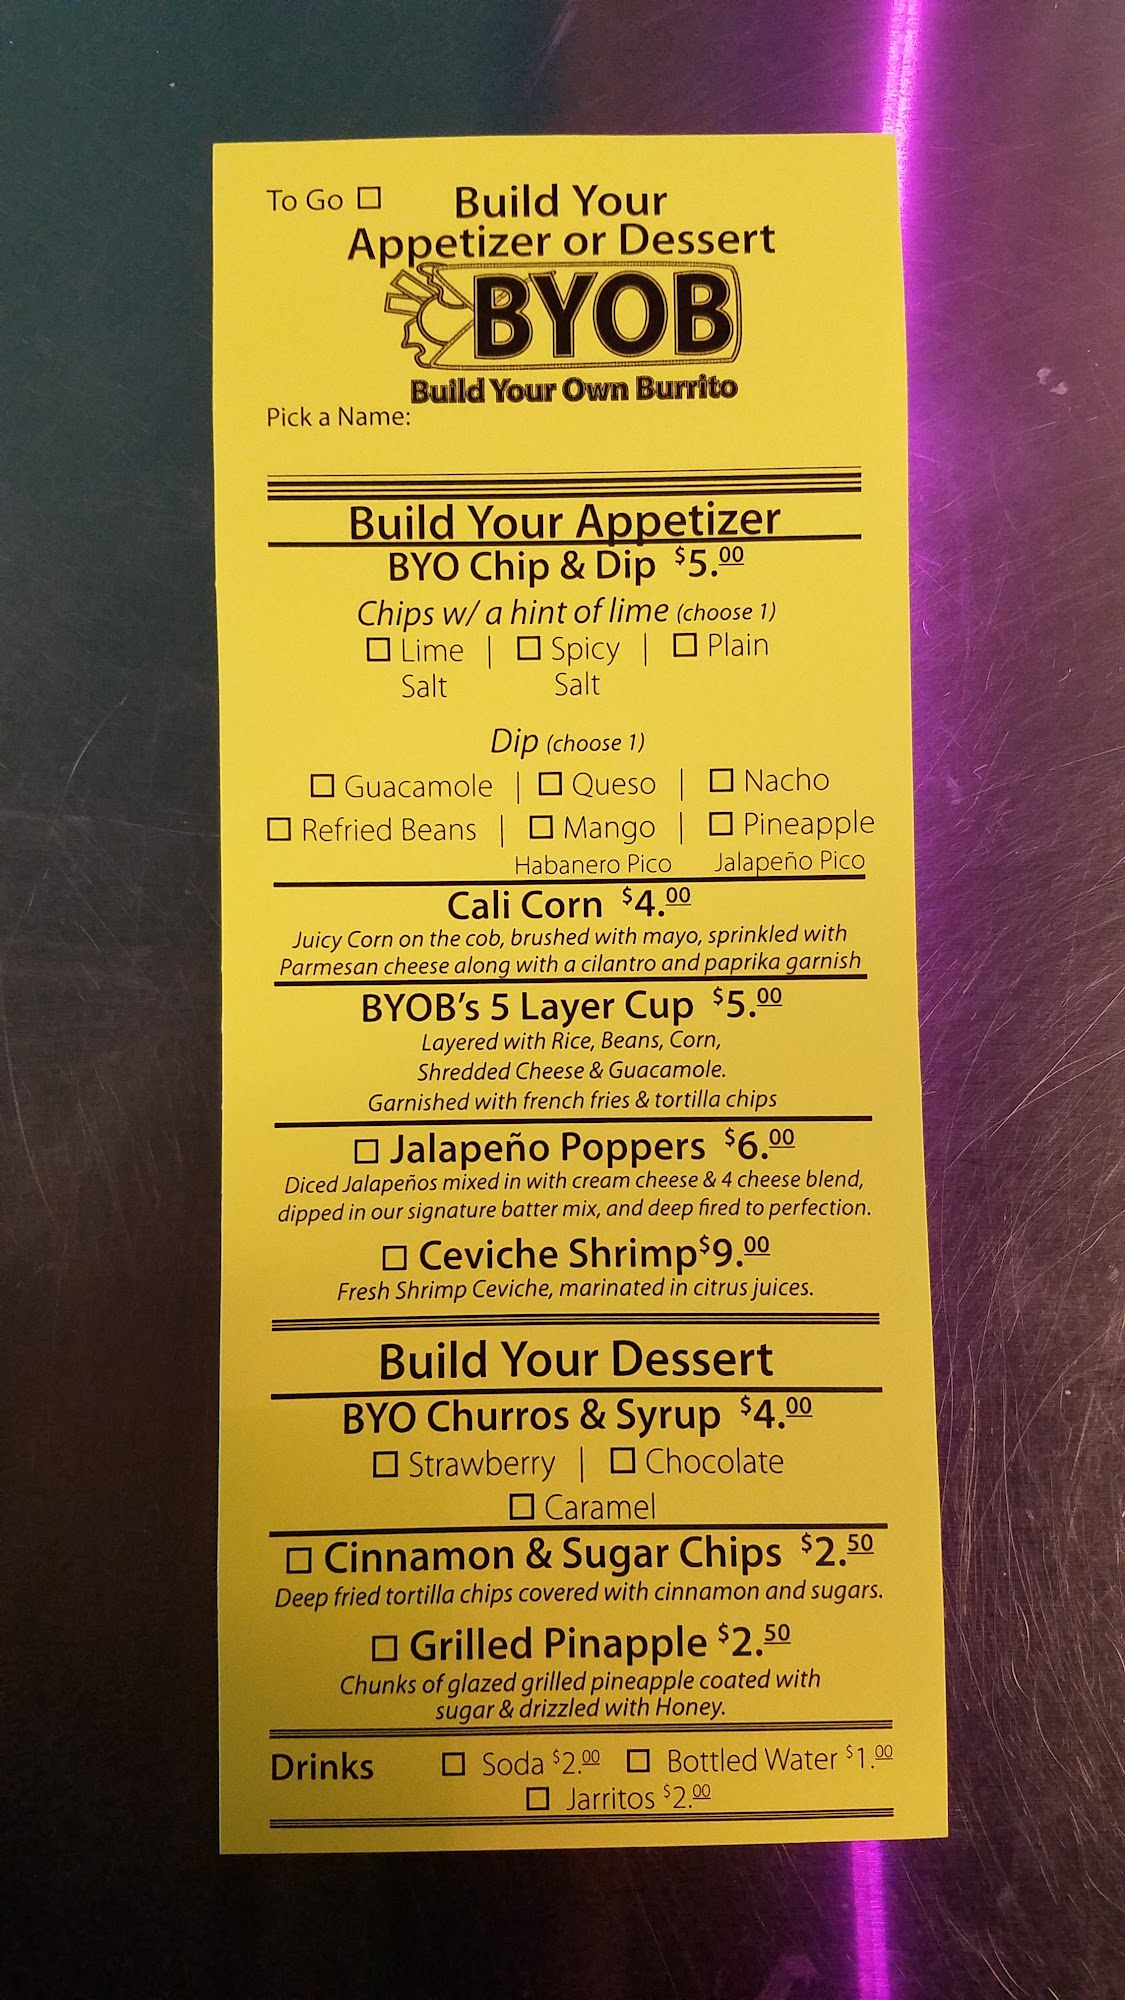 To Go ☐ Build Your
Appetizer or Dessert
BYOB
Build Your Own Burrito
Pick a Name:
Build Your Appetizer
BYO Chip & Dip $5.00
Chips w/ a hint of lime (choose 1)
☐ Lime | ☐ Spicy | ☐ Plain
Salt Salt
Dip (choose 1)
☐ Guacamole | ☐ Queso | ☐ Nacho
☐ Refried Beans | ☐ Mango | ☐ Pineapple
Habanero Pico Jalapeño Pico
Cali Corn $4.00
Juicy Corn on the cob, brushed with mayo, sprinkled with
Parmesan cheese along with a cilantro and paprika garnish
BYOB's 5 Layer Cup $5.00
Layered with Rice, Beans, Corn,
Shredded Cheese & Guacamole.
Garnished with french fries & tortilla chips
☐ Jalapeño Poppers $6.00
Diced Jalapeños mixed in with cream cheese & 4 cheese blend,
dipped in our signature batter mix, and deep fired to perfection.
☐ Ceviche Shrimp $9.00
Fresh Shrimp Ceviche, marinated in citrus juices.
Build Your Dessert
BYO Churros & Syrup $4.00
☐ Strawberry | ☐ Chocolate
☐ Caramel
☐ Cinnamon & Sugar Chips $2.50
Deep fried tortilla chips covered with cinnamon and sugars.
☐ Grilled Pinapple $2.50
Chunks of glazed grilled pineapple coated with
sugar & drizzled with Honey.
Drinks ☐ Soda $2.00 ☐ Bottled Water $1.00
☐ Jarritos $2.00